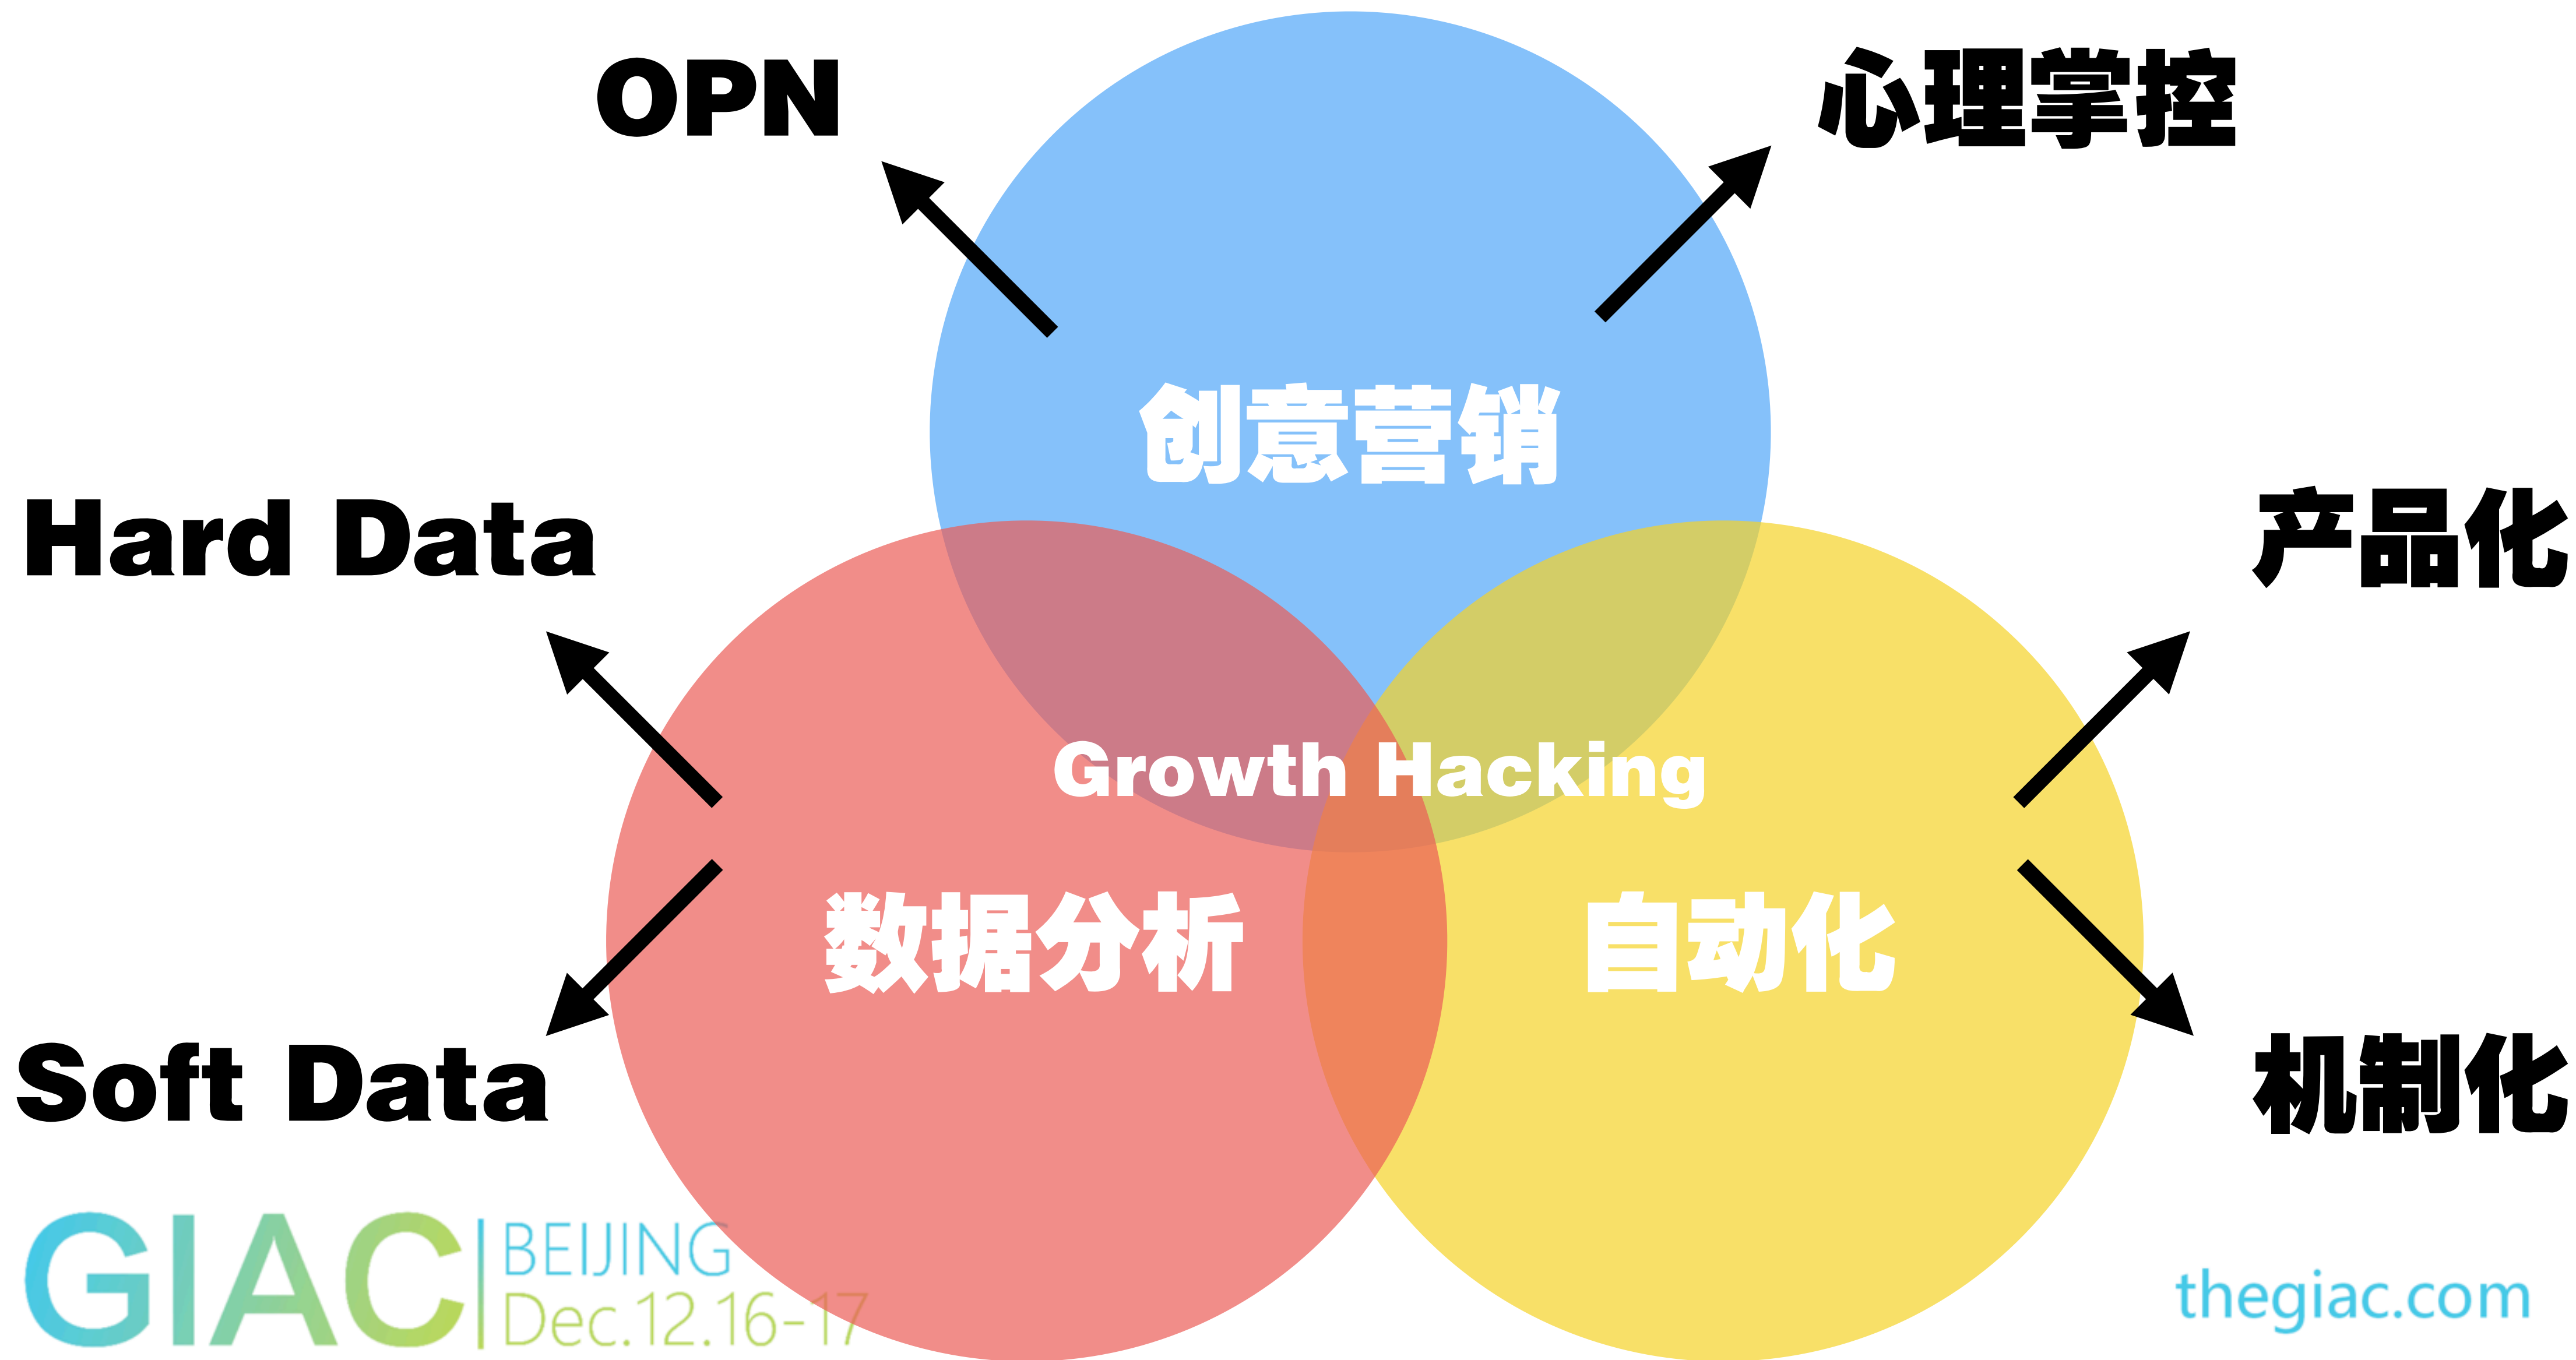 OPN
心理掌控
创意营销
Hard Data
产品化
Growth Hacking
数据分析
自动化
Soft Data
机制化
GIAC
BEIJING
Dec.12.16-17
thegiac.com